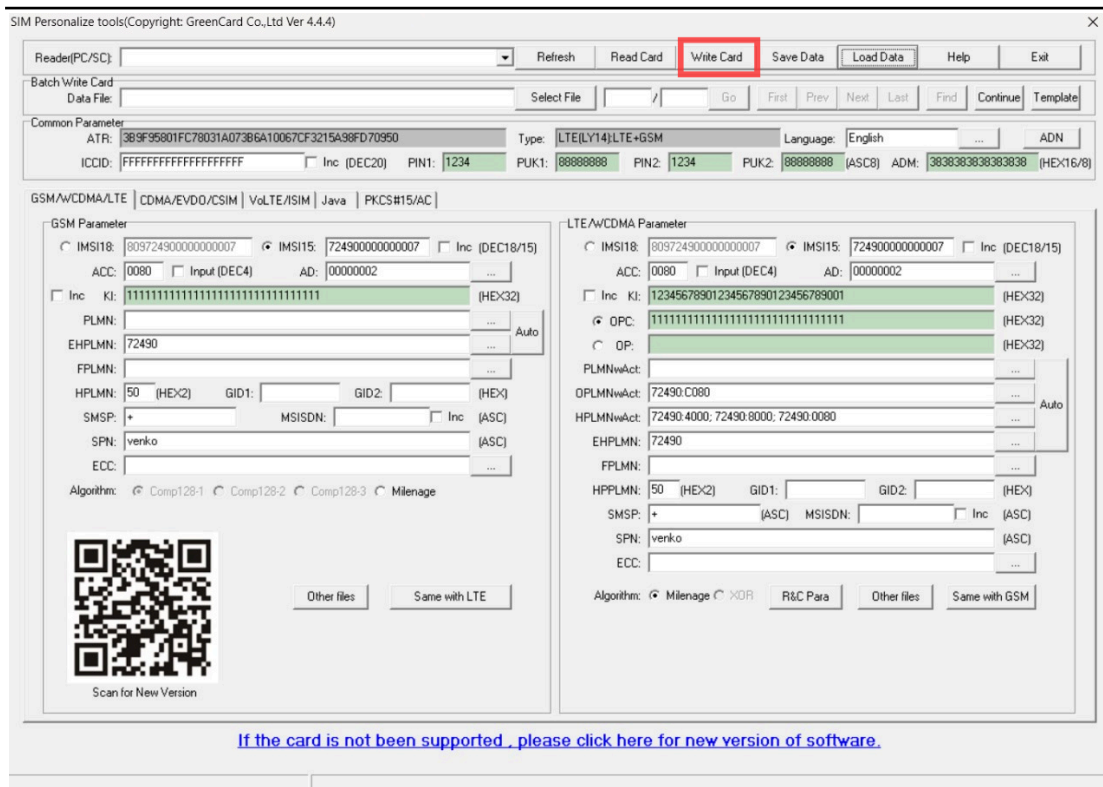 SIM Personalize tools(Copyright: GreenCard Co.,Ltd Ver 4.4.4)
Reader(PC/SC): Refresh Read Card Write Card Save Data Load Data Help Exit
Batch Write Card
Data File: Select File / Go First Prev Next Last Find Continue Template
Common Parameter
ATR: 3B9F95801FC78031A073B6A10067CF3215A98FD70950 Type: LTE(LY14):LTE+GSM Language: English ... ADN
ICCID: FFFFFFFFFFFFFFFFFFFF Inc (DEC20) PIN1: 1234 PUK1: 88888888 PIN2: 1234 PUK2: 88888888 (ASC8) ADM: 3838383838383838 (HEX16/8)
GSM/WCDMA/LTE CDMA/EVDO/CSIM VoLTE/ISIM Java PKCS#15/AC
GSM Parameter
IMSI18: 809724900000000007 IMSI15: 724900000000007 Inc (DEC18/15)
ACC: 0080 Input (DEC4) AD: 00000002 ...
Inc KI: 11111111111111111111111111111111 (HEX32)
PLMN: ... Auto
EHPLMN: 72490 ...
FPLMN: ...
HPLMN: 50 (HEX2) GID1: GID2: (HEX)
SMSP: + MSISDN: Inc (ASC)
SPN: venko (ASC)
ECC: ...
Algorithm: Comp128-1 Comp128-2 Comp128-3 Milenage
Other files Same with LTE
Scan for New Version
LTE/WCDMA Parameter
IMSI18: 809724900000000007 IMSI15: 724900000000007 Inc (DEC18/15)
ACC: 0080 Input (DEC4) AD: 00000002 ...
Inc KI: 12345678901234567890123456789001 (HEX32)
OPC: 11111111111111111111111111111111 (HEX32)
OP: (HEX32)
PLMNwAct: ...
OPLMNwAct: 72490:C080 ... Auto
HPLMNwAct: 72490:4000; 72490:8000; 72490:0080 ...
EHPLMN: 72490 ...
FPLMN: ...
HPPLMN: 50 (HEX2) GID1: GID2: (HEX)
SMSP: + (ASC) MSISDN: Inc (ASC)
SPN: venko (ASC)
ECC: ...
Algorithm: Milenage XOR R&C Para Other files Same with GSM
If the card is not been supported , please click here for new version of software.